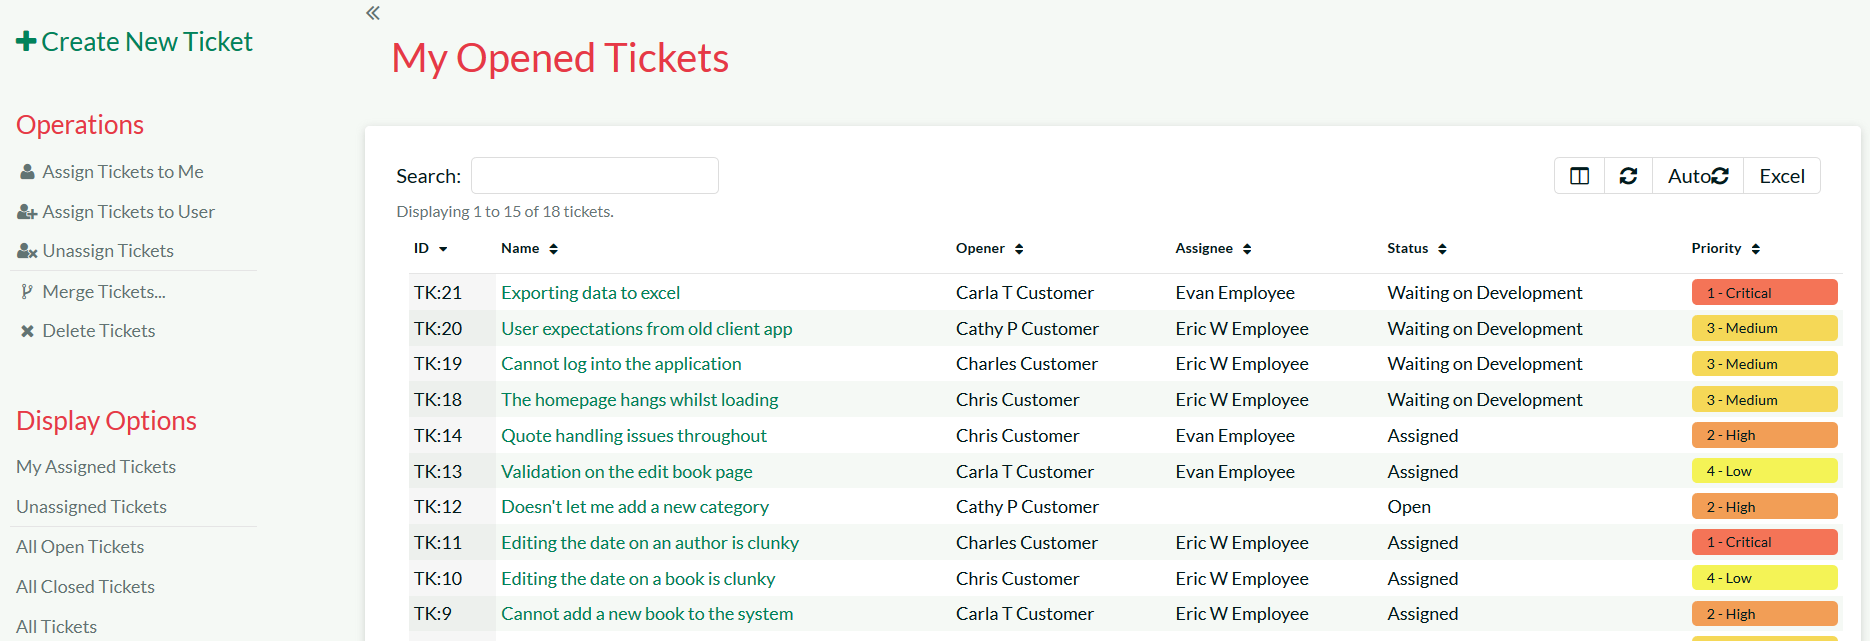 Create New Ticket
Operations
Assign Tickets to Me
Assign Tickets to User
Unassign Tickets
Merge Tickets...
Delete Tickets
Display Options
My Assigned Tickets
Unassigned Tickets
All Open Tickets
All Closed Tickets
All Tickets
My Opened Tickets
Search:
Auto Excel
Displaying 1 to 15 of 18 tickets.
ID Name Opener Assignee Status Priority
TK:21 Exporting data to excel Carla T Customer Evan Employee Waiting on Development 1 - Critical
TK:20 User expectations from old client app Cathy P Customer Eric W Employee Waiting on Development 3 - Medium
TK:19 Cannot log into the application Charles Customer Eric W Employee Waiting on Development 3 - Medium
TK:18 The homepage hangs whilst loading Chris Customer Eric W Employee Waiting on Development 3 - Medium
TK:14 Quote handling issues throughout Chris Customer Evan Employee Assigned 2 - High
TK:13 Validation on the edit book page Carla T Customer Evan Employee Assigned 4 - Low
TK:12 Doesn't let me add a new category Cathy P Customer Open 2 - High
TK:11 Editing the date on an author is clunky Charles Customer Eric W Employee Assigned 1 - Critical
TK:10 Editing the date on a book is clunky Chris Customer Eric W Employee Assigned 4 - Low
TK:9 Cannot add a new book to the system Carla T Customer Eric W Employee Assigned 2 - High